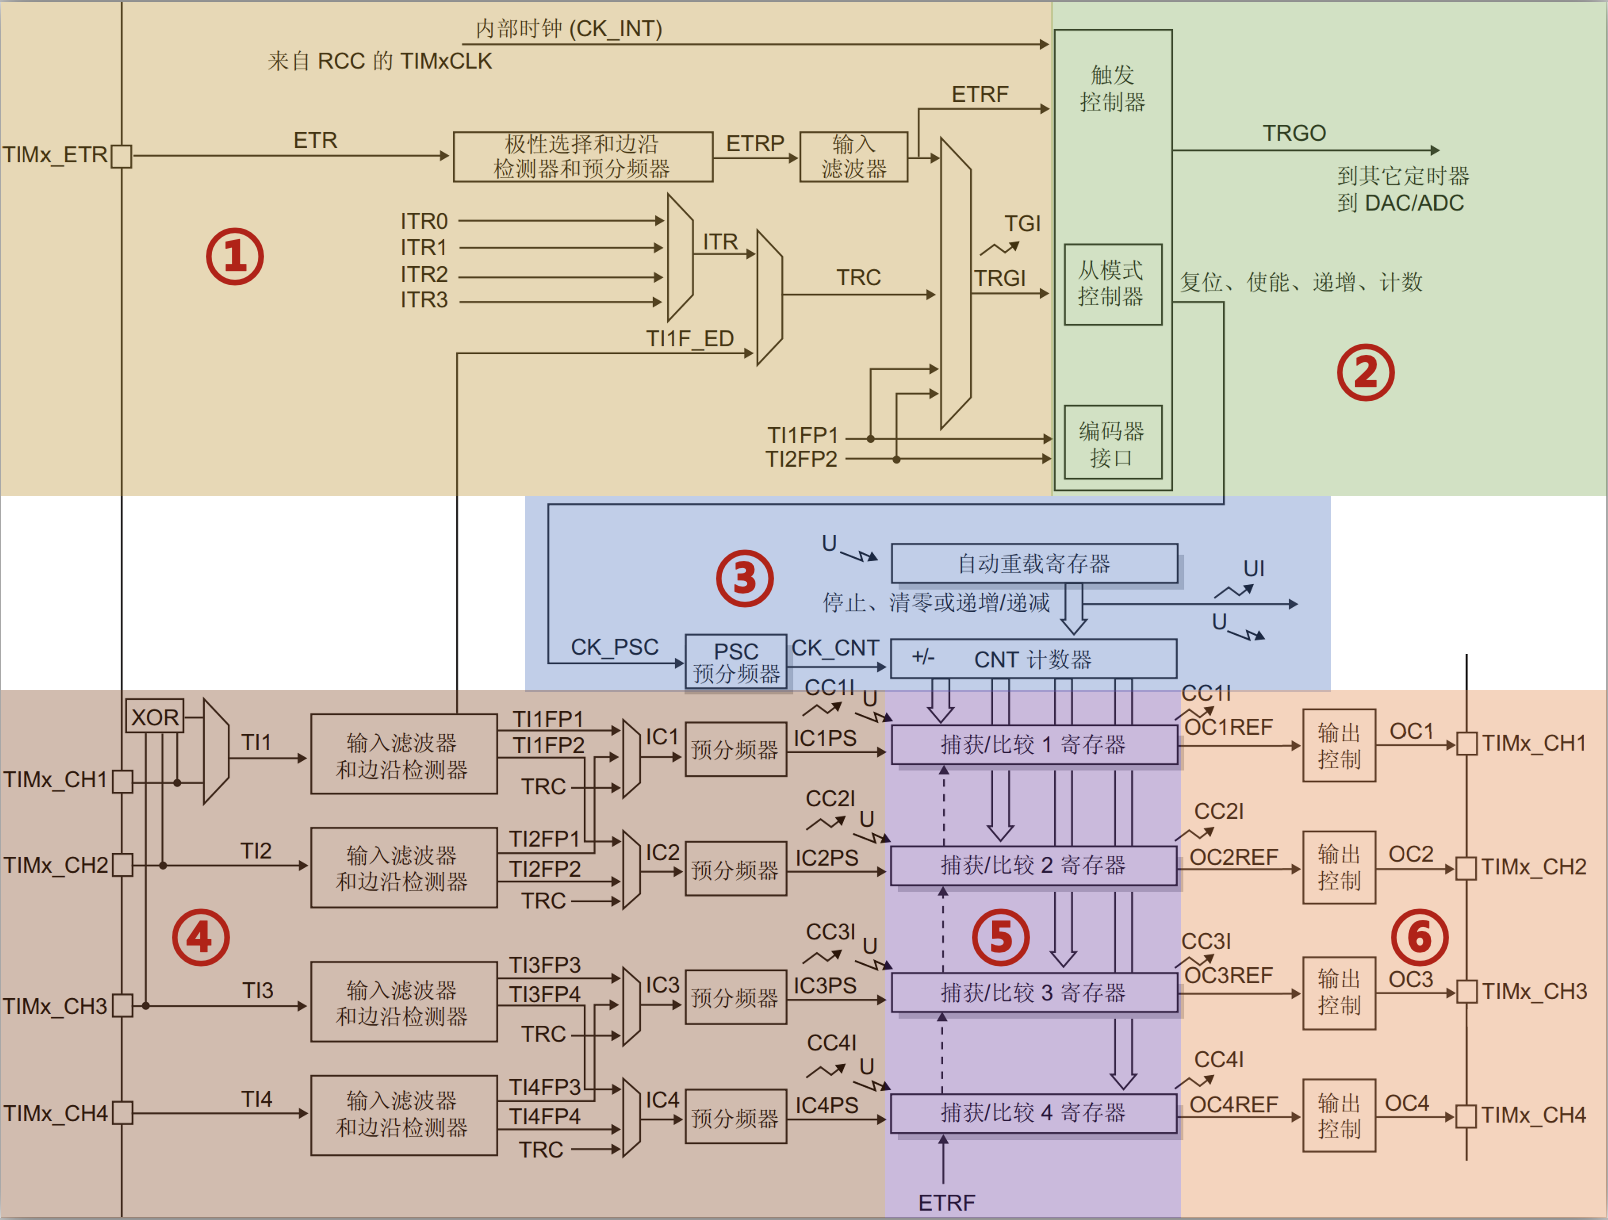 内部时钟 (CK_INT)
来自 RCC 的 TIMxCLK
ETRF
触发
控制器
TRGO
到其它定时器
到 DAC/ADC
TIMx_ETR
ETR
极性选择和边沿
检测器和预分频器
ETRP
输入
滤波器
ITR0
ITR1
ITR2
ITR3
ITR
TRC
TI1F_ED
TGI
TRGI
从模式
控制器
复位、使能、递增、计数
①
②
TI1FP1
TI2FP2
编码器
接口
③
U
自动重载寄存器
停止、清零或递增/递减
UI
U
CK_PSC
PSC
预分频器
CK_CNT
+/-
CNT 计数器
XOR
TI1
TIMx_CH1
输入滤波器
和边沿检测器
TI1FP1
TI1FP2
TRC
IC1
预分频器
IC1PS
CC1I
U
捕获/比较 1 寄存器
CC1I
OC1REF
输出
控制
OC1
TIMx_CH1
TIMx_CH2
TI2
输入滤波器
和边沿检测器
TI2FP1
TI2FP2
TRC
IC2
预分频器
IC2PS
CC2I
U
捕获/比较 2 寄存器
CC2I
OC2REF
输出
控制
OC2
TIMx_CH2
④
⑤
⑥
TIMx_CH3
TI3
输入滤波器
和边沿检测器
TI3FP3
TI3FP4
TRC
IC3
预分频器
IC3PS
CC3I
U
捕获/比较 3 寄存器
CC3I
OC3REF
输出
控制
OC3
TIMx_CH3
TIMx_CH4
TI4
输入滤波器
和边沿检测器
TI4FP3
TI4FP4
TRC
IC4
预分频器
IC4PS
CC4I
U
捕获/比较 4 寄存器
CC4I
OC4REF
输出
控制
OC4
TIMx_CH4
ETRF